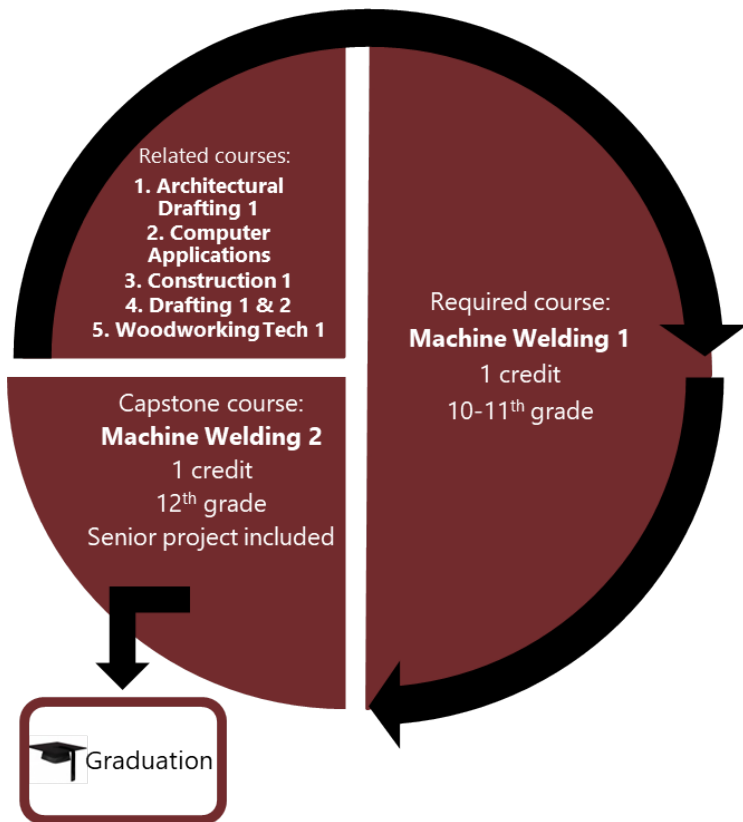 Related courses:
1. Architectural
Drafting 1
2. Computer
Applications
3. Construction 1
4. Drafting 1 & 2
5. Woodworking Tech 1
Required course:
Machine Welding 1
1 credit
10-11th grade
Capstone course:
Machine Welding 2
1 credit
12th grade
Senior project included
Graduation